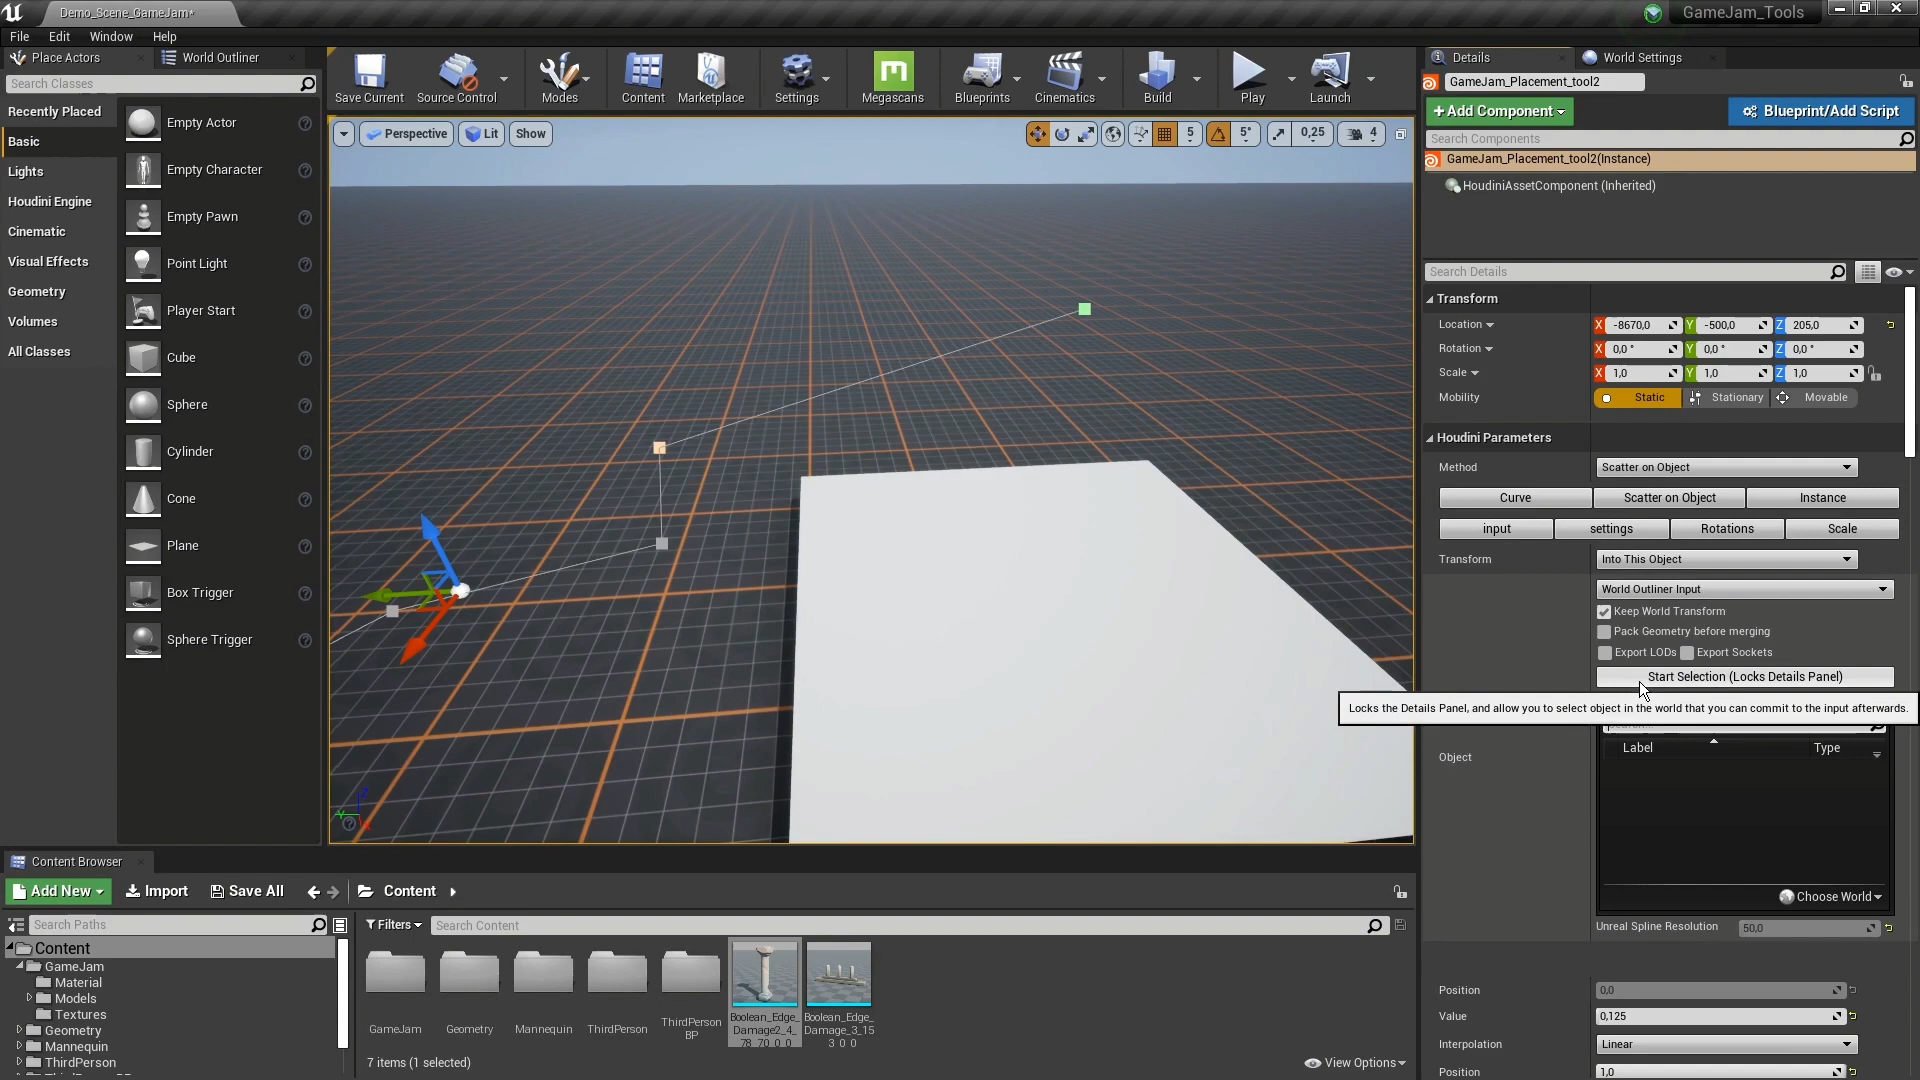 Demo_Scene_GameJam*
GameJam_Tools
File Edit Window Help
Place Actors
World Outliner
Search Classes
Recently Placed
Basic
Lights
Houdini Engine
Cinematic
Visual Effects
Geometry
Volumes
All Classes
Empty Actor
Empty Character
Empty Pawn
Point Light
Player Start
Cube
Sphere
Cylinder
Cone
Plane
Box Trigger
Sphere Trigger
Save Current
Source Control
Modes
Content
Marketplace
Settings
Megascans
Blueprints
Cinematics
Build
Play
Launch
Perspective
Lit
Show
5
5°
0,25
4
Details
World Settings
GameJam_Placement_tool2
+Add Component
Blueprint/Add Script
Search Components
GameJam_Placement_tool2(Instance)
HoudiniAssetComponent (Inherited)
Search Details
Transform
Location X -8670,0 Y -500,0 Z 205,0
Rotation X 0,0 ° Y 0,0 ° Z 0,0 °
Scale X 1,0 Y 1,0 Z 1,0
Mobility Static Stationary Movable
Houdini Parameters
Method Scatter on Object
Curve Scatter on Object Instance
input settings Rotations Scale
Transform Into This Object
World Outliner Input
Keep World Transform
Pack Geometry before merging
Export LODs Export Sockets
Start Selection (Locks Details Panel)
Locks the Details Panel, and allow you to select object in the world that you can commit to the input afterwards.
Label Type
Object
Choose World
Unreal Spline Resolution 50,0
Position 0,0
Value 0,125
Interpolation Linear
Position 1,0
Content Browser
Add New
Import
Save All
Content
Search Paths
Filters
Search Content
Content
GameJam
Material
Models
Textures
Geometry
Mannequin
ThirdPerson
GameJam
Geometry
Mannequin
ThirdPerson
ThirdPerson
BP
Boolean_Edge_
Damage2_4_
78_70_0_0
Boolean_Edge_
Damage_3_15
3_0_0
7 items (1 selected)
View Options